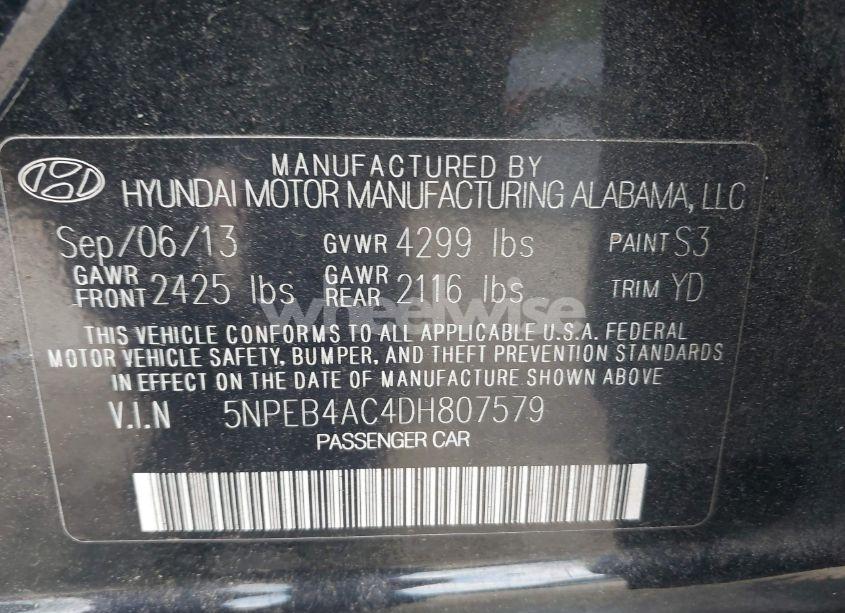 MANUFACTURED BY
HYUNDAI MOTOR MANUFACTURING ALABAMA, LLC
Sep/06/13 GVWR 4299 lbs PAINT S3
GAWR FRONT 2425 lbs GAWR REAR 2116 lbs TRIM YD
wheelwise
THIS VEHICLE CONFORMS TO ALL APPLICABLE U.S.A. FEDERAL
MOTOR VEHICLE SAFETY, BUMPER, AND THEFT PREVENTION STANDARDS
IN EFFECT ON THE DATE OF MANUFACTURE SHOWN ABOVE
V.I.N 5NPEB4AC4DH807579
PASSENGER CAR